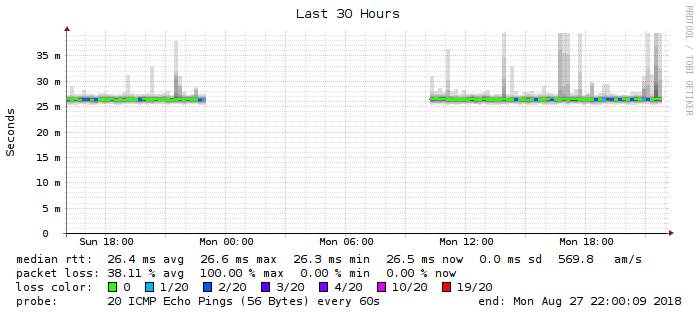 Last 30 Hours
RRDTOOL / TOBI OETIKER
Seconds
35 m
30 m
25 m
20 m
15 m
10 m
5 m
0
Sun 18:00 Mon 00:00 Mon 06:00 Mon 12:00 Mon 18:00
median rtt: 26.4 ms avg 26.6 ms max 26.3 ms min 26.5 ms now 0.0 ms sd 569.8 am/s
packet loss: 38.11 % avg 100.00 % max 0.00 % min 0.00 % now
loss color: 0 1/20 2/20 3/20 4/20 10/20 19/20
probe: 20 ICMP Echo Pings (56 Bytes) every 60s end: Mon Aug 27 22:00:09 2018